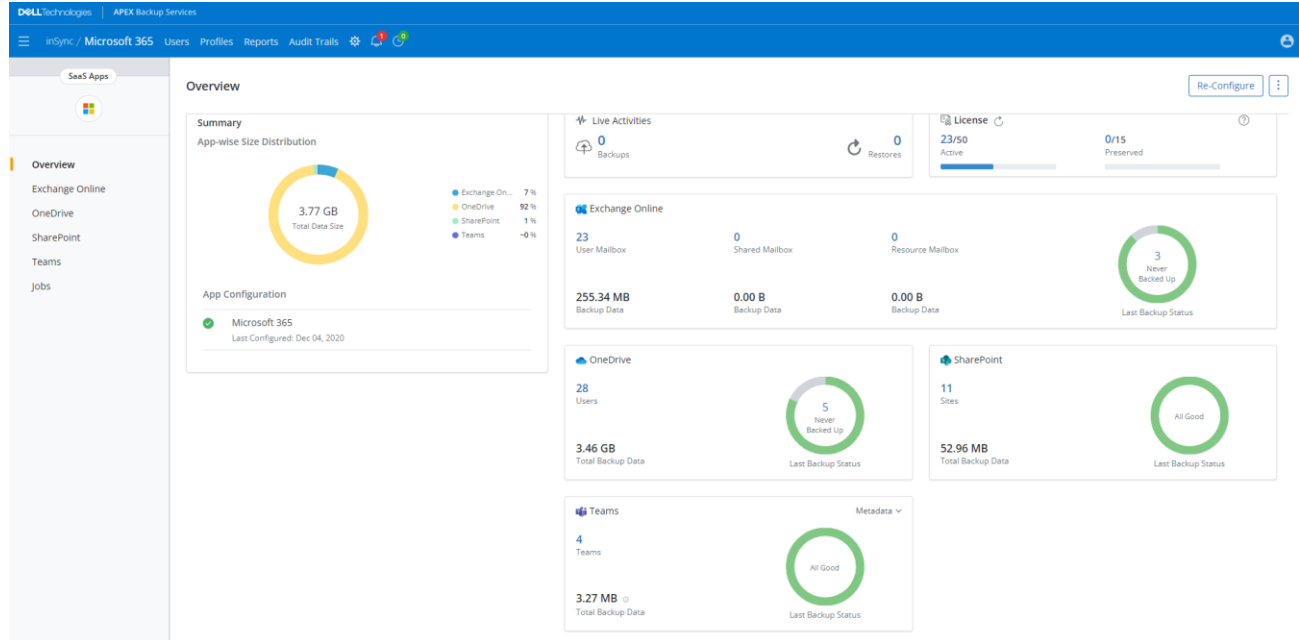 DELLTechnologies APEX Backup Services
inSync / Microsoft 365 Users Profiles Reports Audit Trails 1 0
SaaS Apps
Overview
Exchange Online
OneDrive
SharePoint
Teams
Jobs
Overview
Re-Configure
Summary
App-wise Size Distribution
3.77 GB
Total Data Size
Exchange On... 7 %
OneDrive 92 %
SharePoint 1 %
Teams ~0 %
App Configuration
Microsoft 365
Last Configured: Dec 04, 2020
Live Activities
0
Backups
0
Restores
License
23/50
Active
0/15
Preserved
Exchange Online
23
User Mailbox
0
Shared Mailbox
0
Resource Mailbox
255.34 MB
Backup Data
0.00 B
Backup Data
0.00 B
Backup Data
3
Never
Backed Up
Last Backup Status
OneDrive
28
Users
3.46 GB
Total Backup Data
5
Never
Backed Up
Last Backup Status
SharePoint
11
Sites
52.96 MB
Total Backup Data
All Good
Last Backup Status
Teams
Metadata
4
Teams
3.27 MB
Total Backup Data
All Good
Last Backup Status